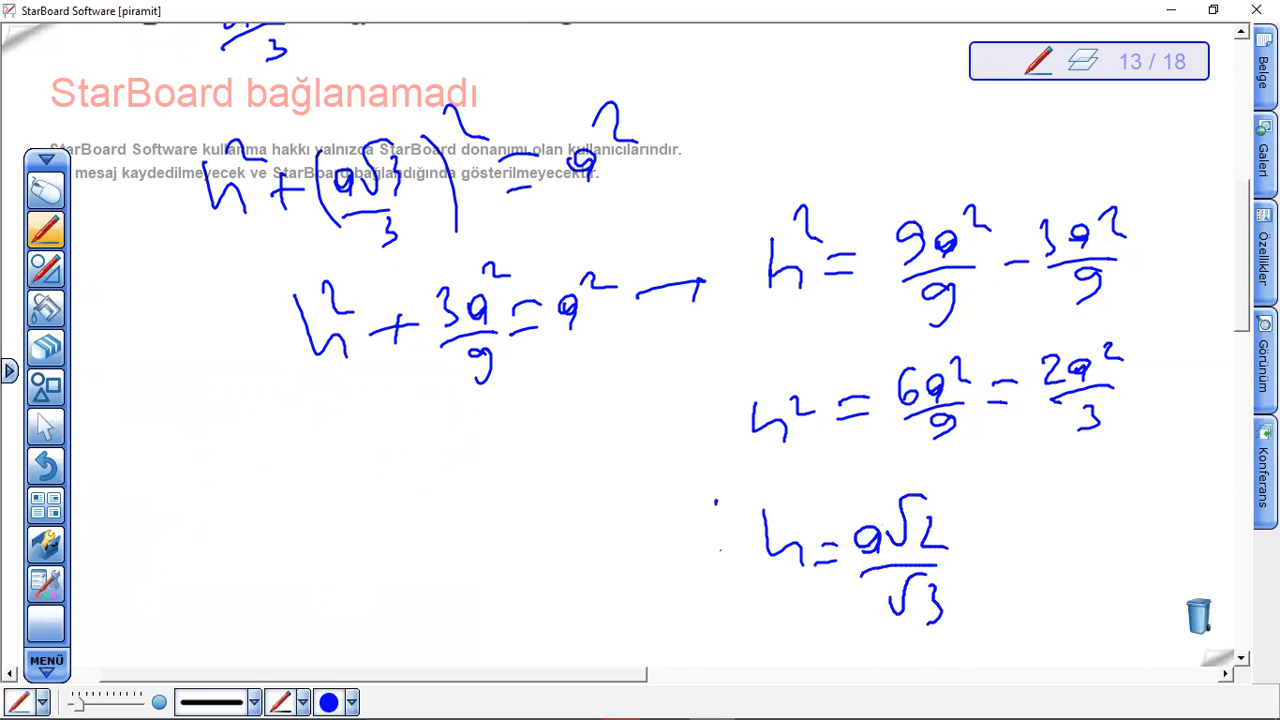 StarBoard Software [piramit]
3
13 / 18
StarBoard bağlanamadı
StarBoard Software kullanma hakkı yalnızca StarBoard donanımı olan kullanıcılarındır.
mesaj kaydedilmeyecek ve StarBoard bağlandığında gösterilmeyecektir.
h² + (a√3/3)² = a²
h² + 3a²/9 = a² →
h² = 9a²/9 - 3a²/9
h² = 6a²/9 = 2a²/3
h = a√2/√3
MENÜ
Belge
Galeri
Özellikler
Görünüm
Konferans